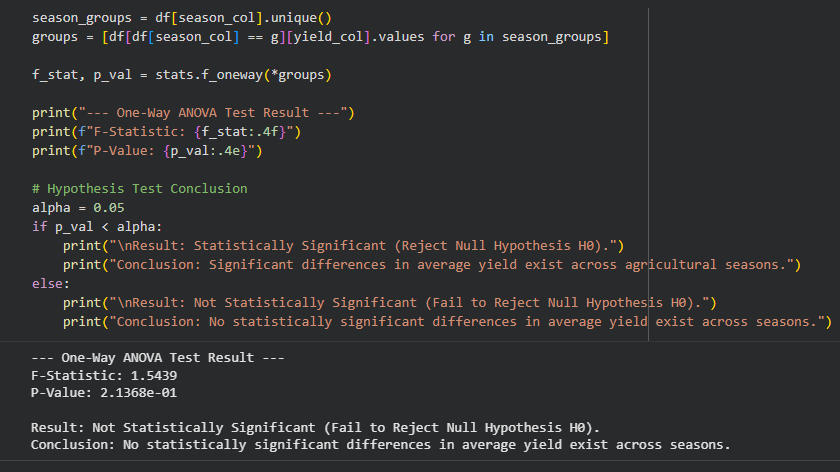 season_groups = df[season_col].unique()
groups = [df[df[season_col] == g][yield_col].values for g in season_groups]
f_stat, p_val = stats.f_oneway(*groups)
print("--- One-Way ANOVA Test Result ---")
print(f"F-Statistic: {f_stat:.4f}")
print(f"P-Value: {p_val:.4e}")
# Hypothesis Test Conclusion
alpha = 0.05
if p_val < alpha:
    print("\nResult: Statistically Significant (Reject Null Hypothesis H0).")
    print("Conclusion: Significant differences in average yield exist across agricultural seasons.")
else:
    print("\nResult: Not Statistically Significant (Fail to Reject Null Hypothesis H0).")
    print("Conclusion: No statistically significant differences in average yield exist across seasons.")
--- One-Way ANOVA Test Result ---
F-Statistic: 1.5439
P-Value: 2.1368e-01
Result: Not Statistically Significant (Fail to Reject Null Hypothesis H0).
Conclusion: No statistically significant differences in average yield exist across seasons.